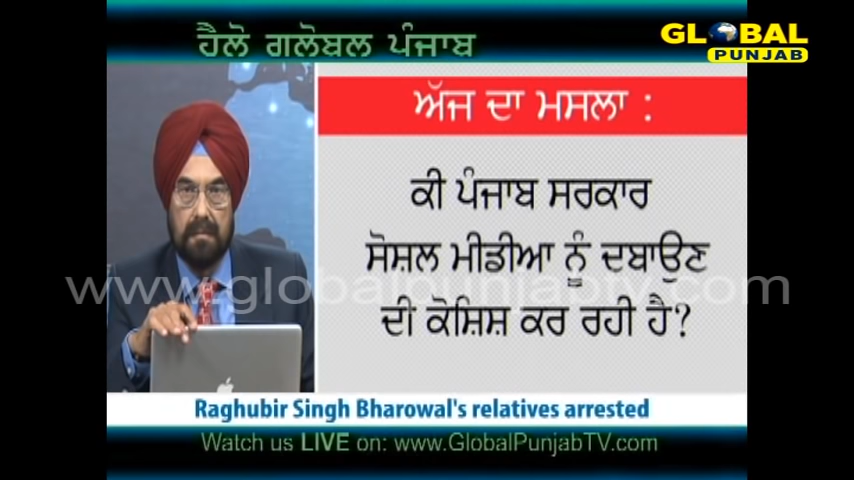 ਹੈਲੋ ਗਲੋਬਲ ਪੰਜਾਬ
GLOBAL
PUNJAB
ਅੱਜ ਦਾ ਮਸਲਾ :
ਕੀ ਪੰਜਾਬ ਸਰਕਾਰ
ਸੋਸ਼ਲ ਮੀਡੀਆ ਨੂੰ ਦਬਾਉਣ
ਦੀ ਕੋਸ਼ਿਸ਼ ਕਰ ਰਹੀ ਹੈ?
www.globalpunjabtv.com
Raghubir Singh Bharowal's relatives arrested
Watch us LIVE on: www.GlobalPunjabTV.com